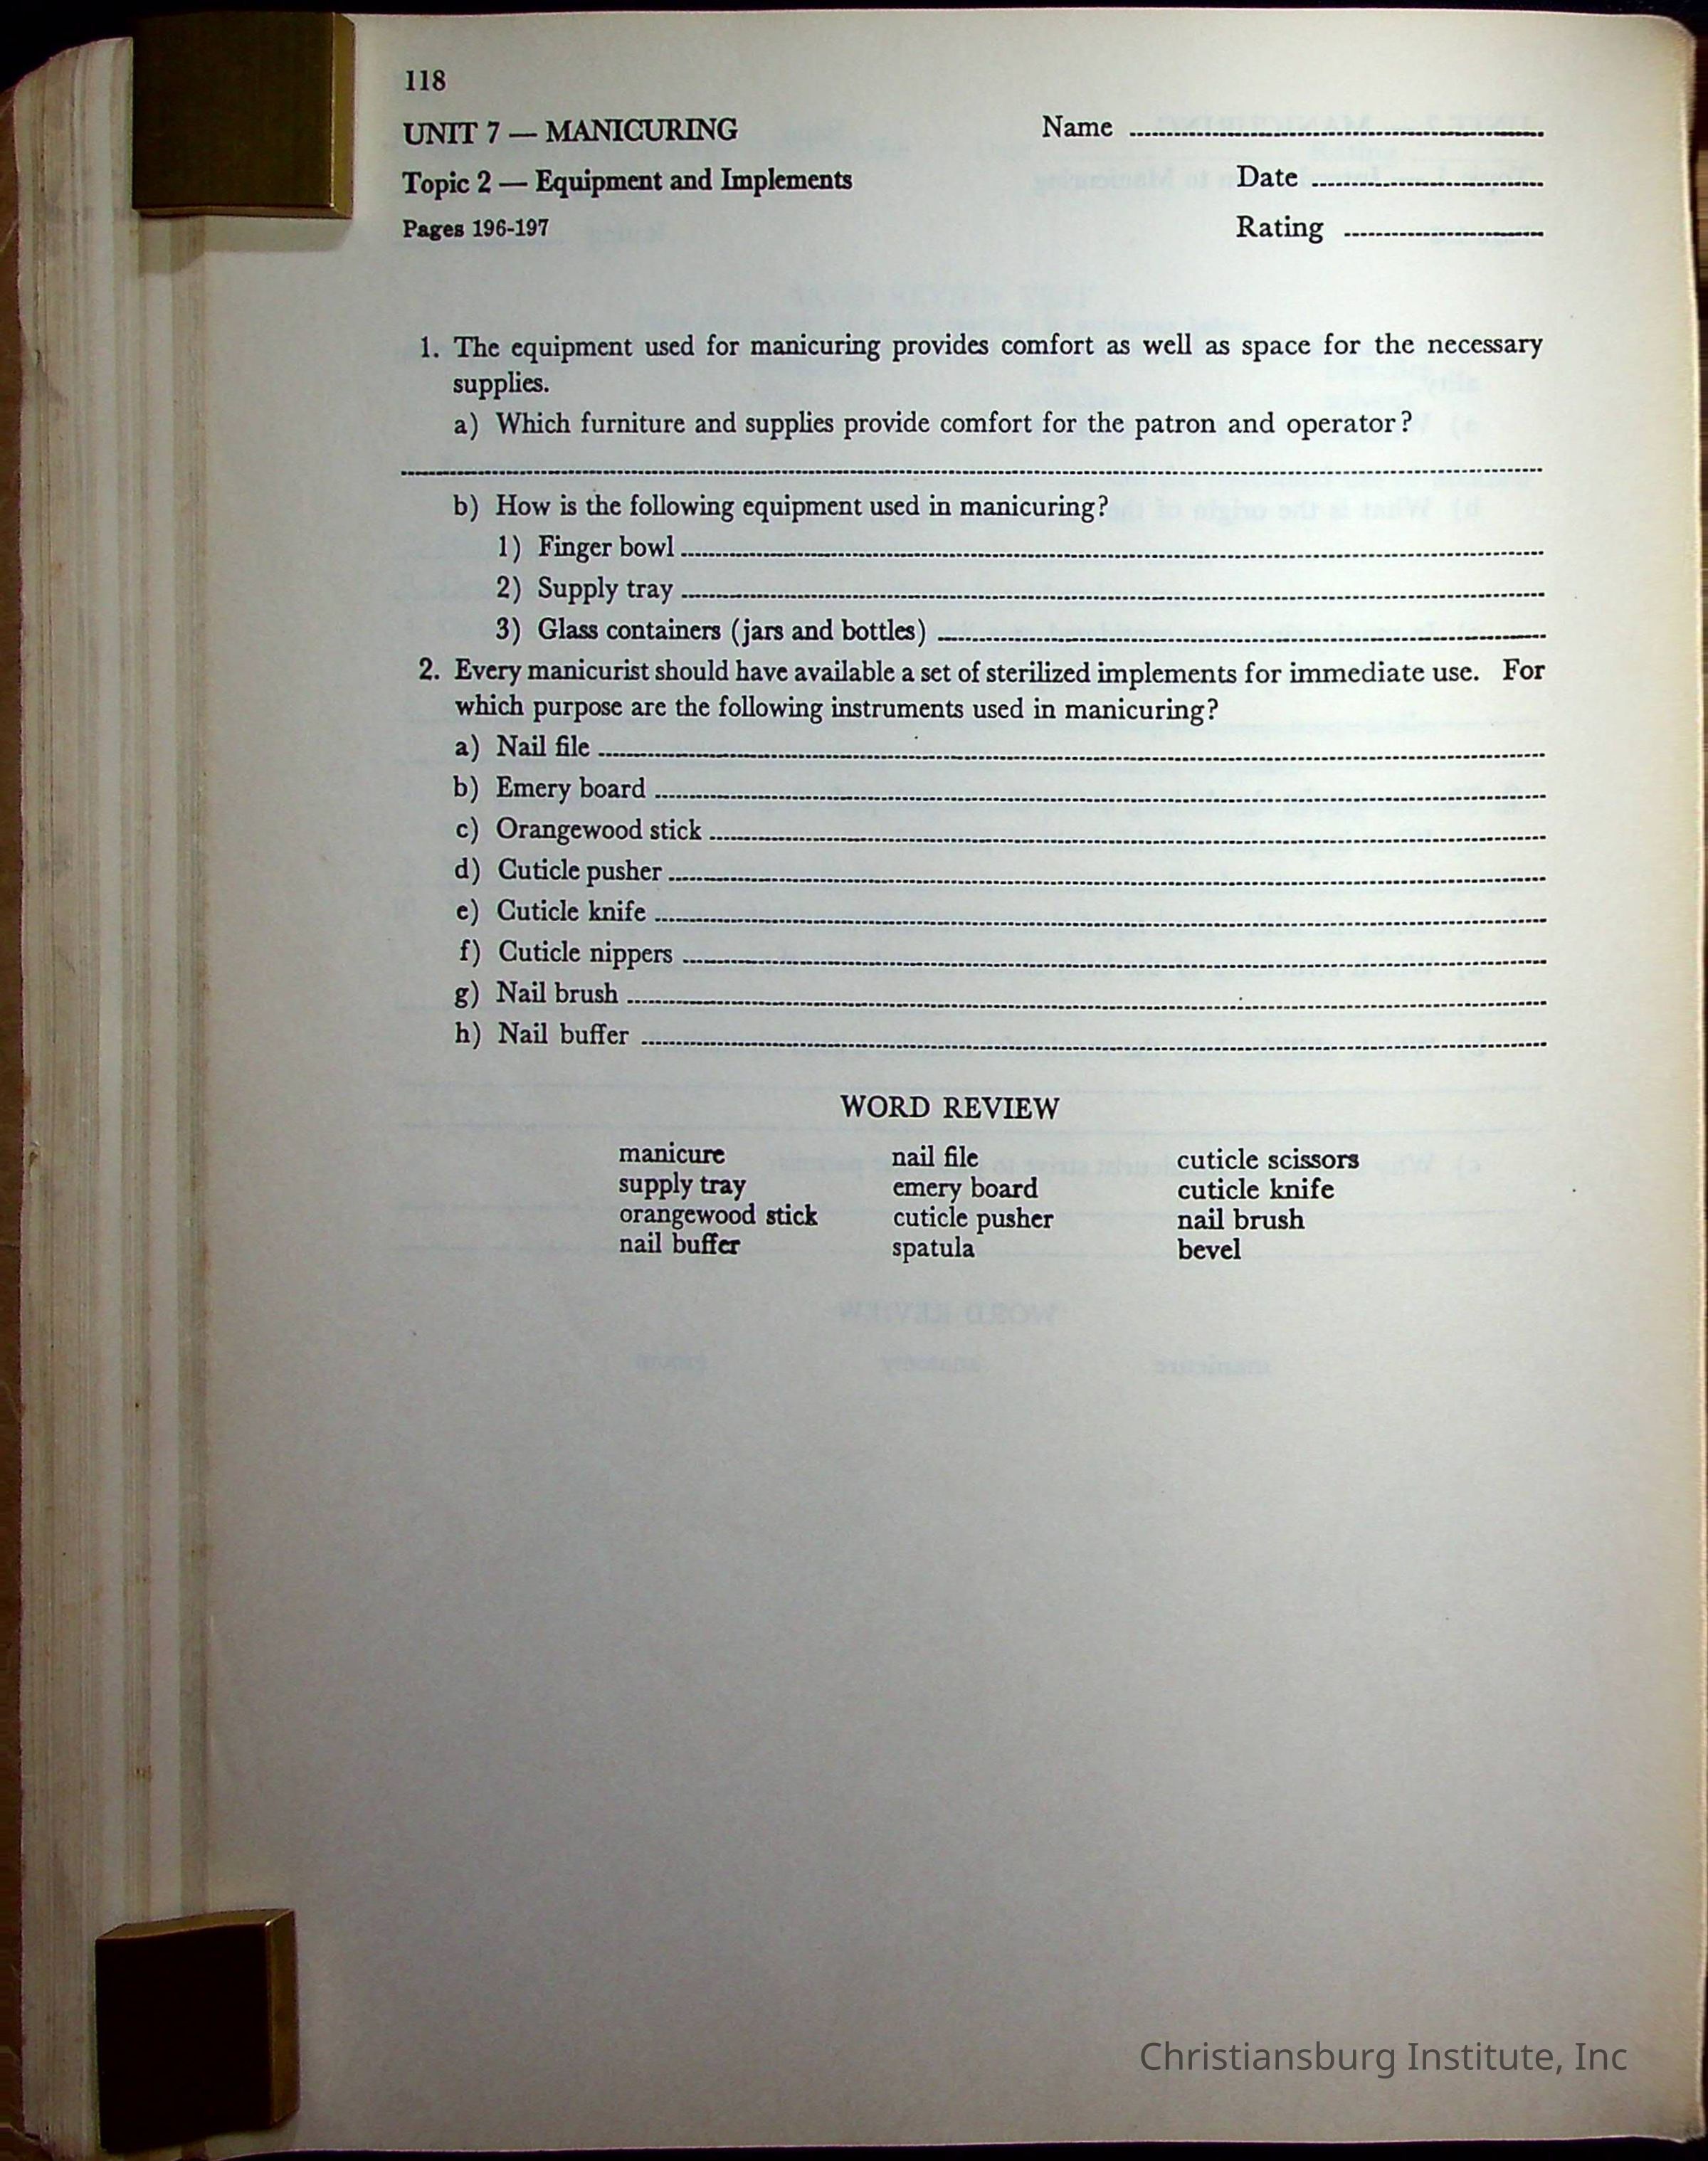 118
UNIT 7 — MANICURING
Name
Topic 2 — Equipment and Implements
Date
Pages 196-197
Rating
1. The equipment used for manicuring provides comfort as well as space for the necessary
supplies.
a) Which furniture and supplies provide comfort for the patron and operator?
b) How is the following equipment used in manicuring?
1) Finger bowl
2) Supply tray
3) Glass containers (jars and bottles)
2. Every manicurist should have available a set of sterilized implements for immediate use. For
which purpose are the following instruments used in manicuring?
a) Nail file
b) Emery board
c) Orangewood stick
d) Cuticle pusher
e) Cuticle knife
f) Cuticle nippers
g) Nail brush
h) Nail buffer
WORD REVIEW
manicure nail file cuticle scissors
supply tray emery board cuticle knife
orangewood stick cuticle pusher nail brush
nail buffer spatula bevel
Christiansburg Institute, Inc